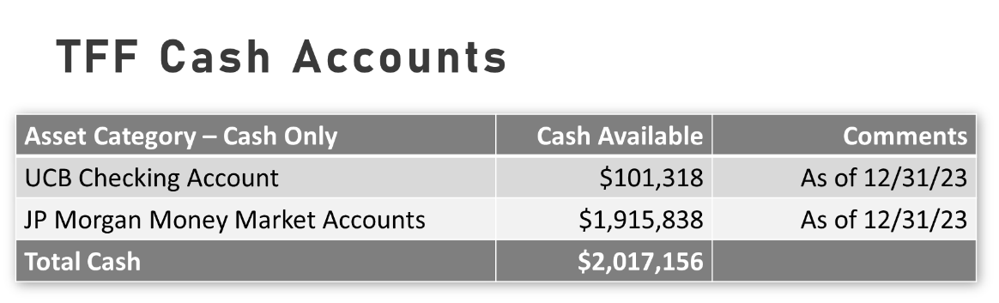 TFF Cash Accounts
Asset Category – Cash Only Cash Available Comments
UCB Checking Account $101,318 As of 12/31/23
JP Morgan Money Market Accounts $1,915,838 As of 12/31/23
Total Cash $2,017,156